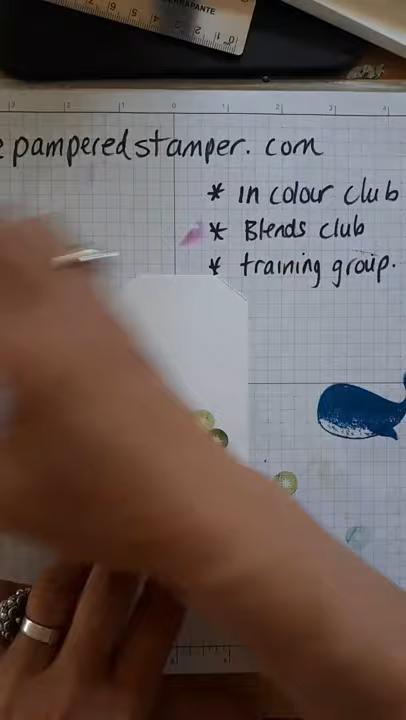 pamperedstamper.com
* in colour club
* Blends club
* training group.